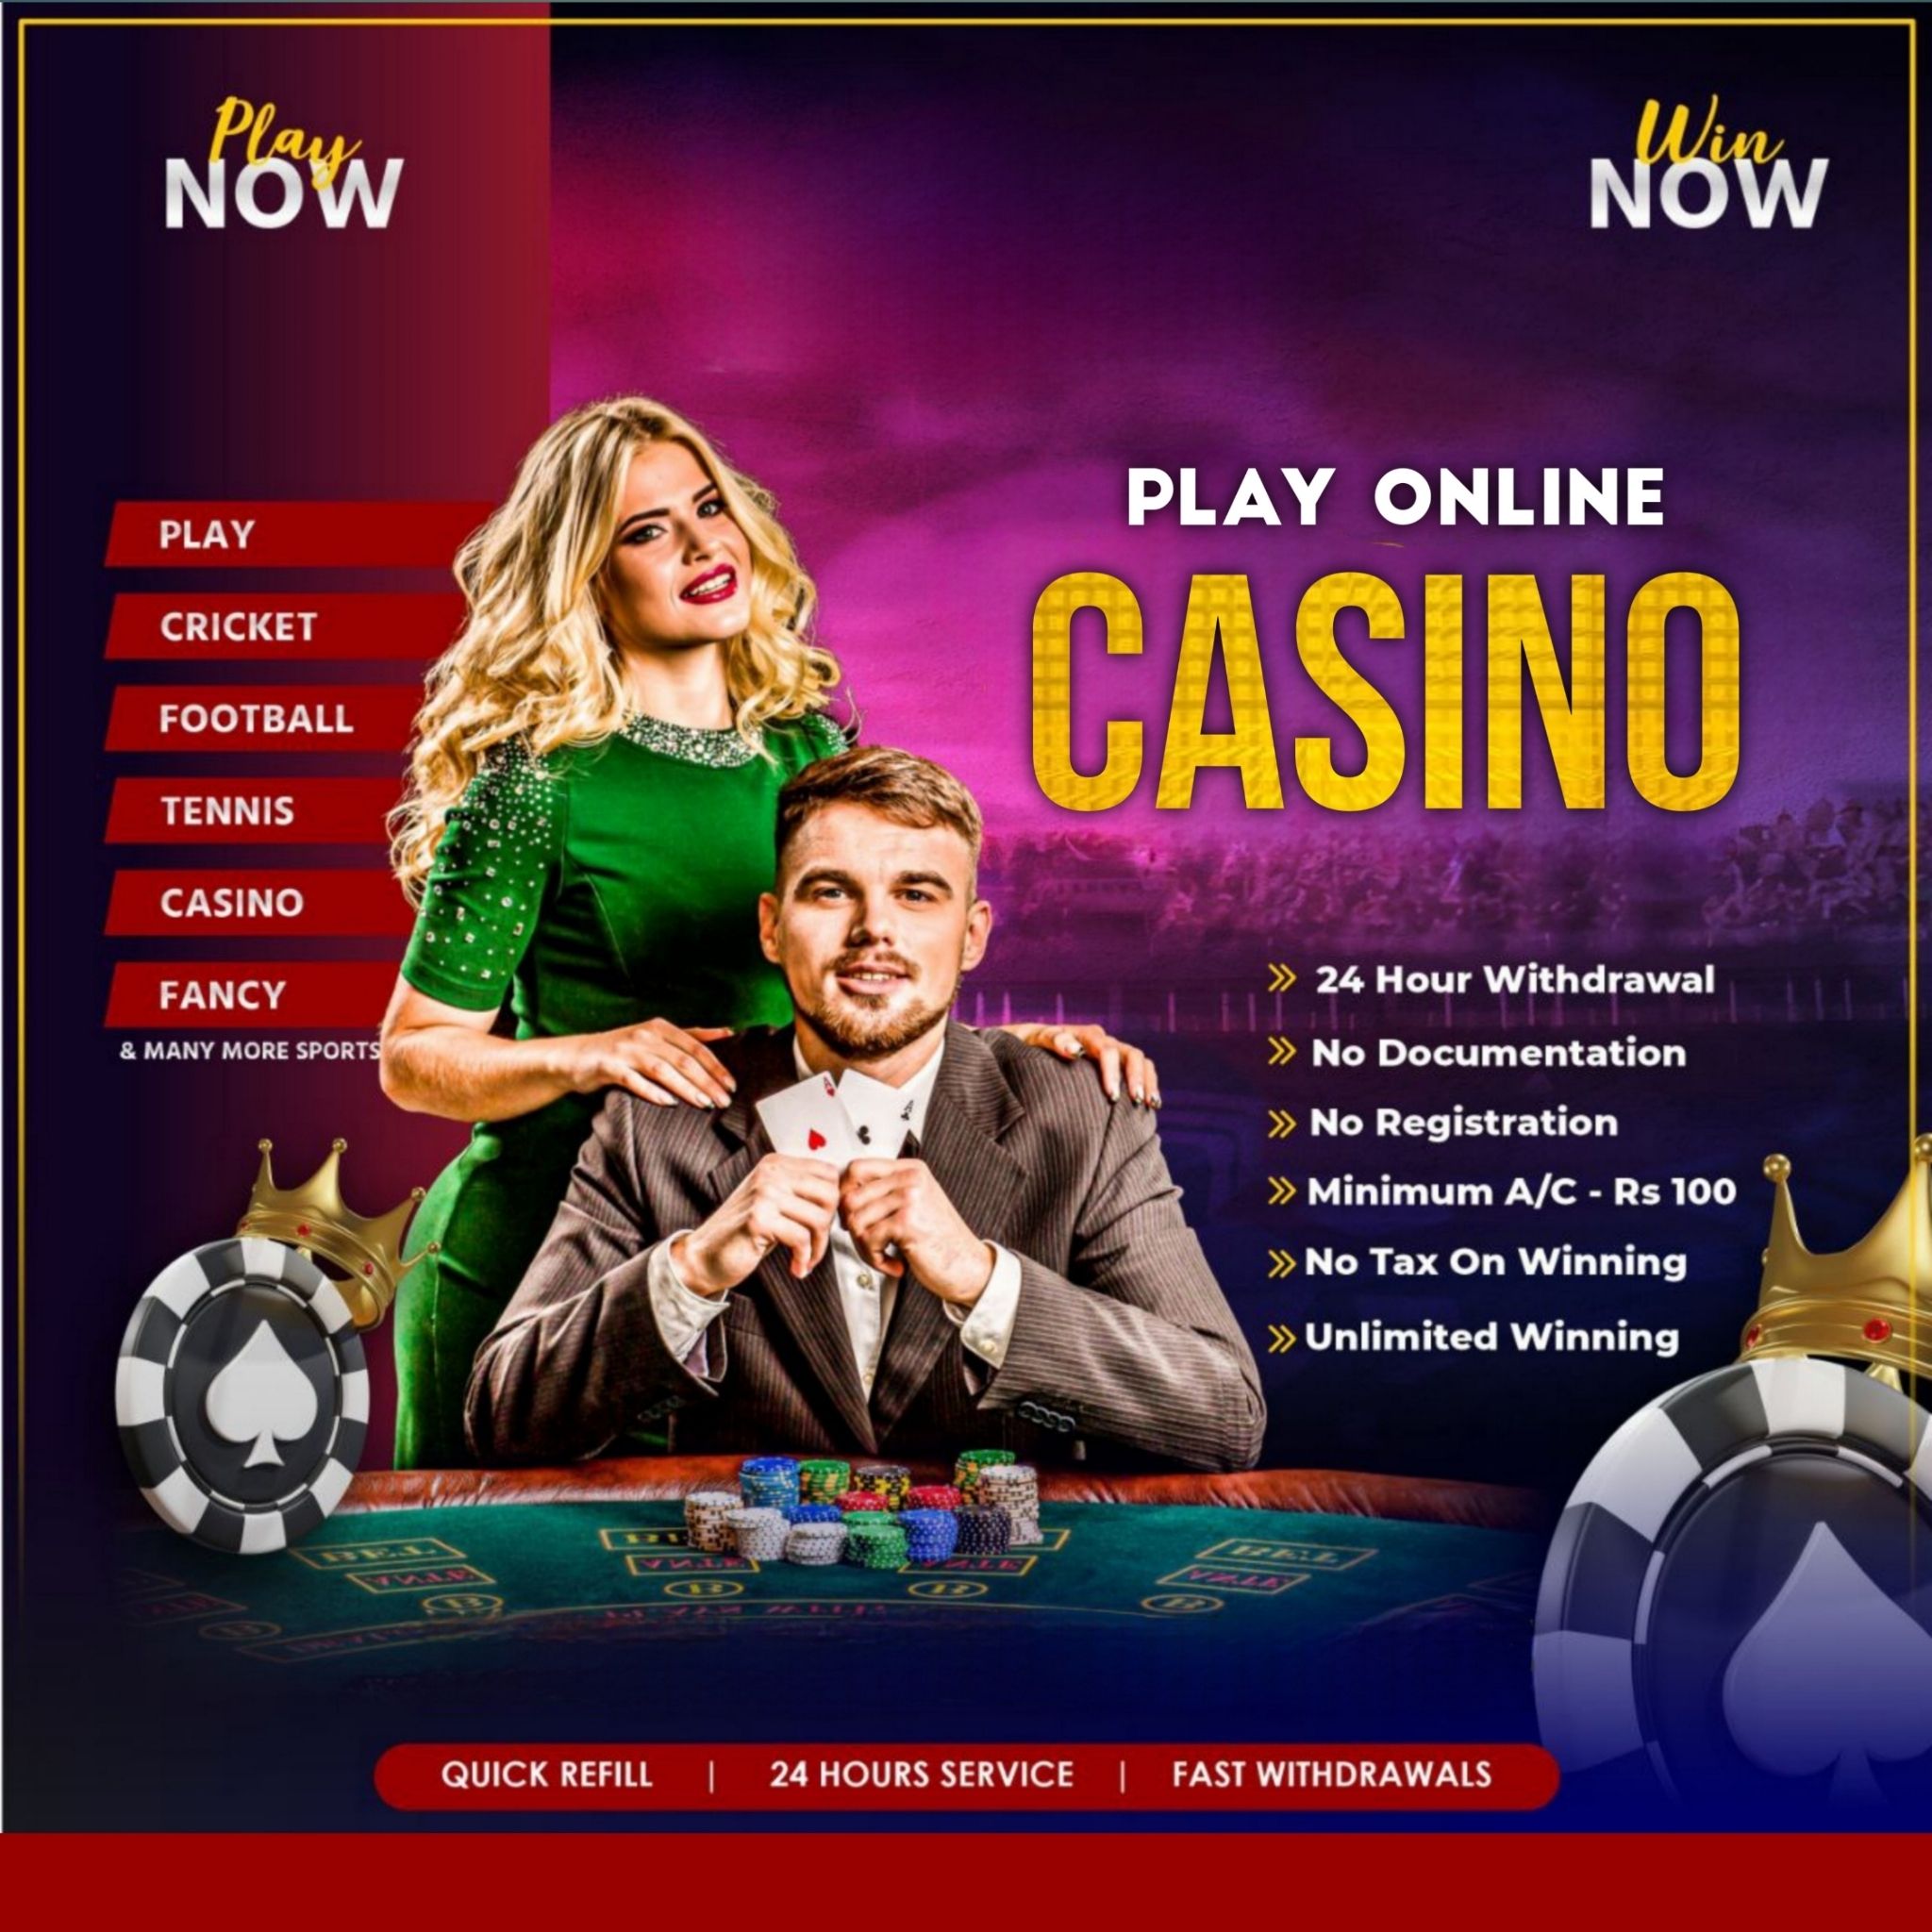 Play
NOW
Win
NOW
PLAY ONLINE
CASINO
PLAY
CRICKET
FOOTBALL
TENNIS
CASINO
FANCY
& MANY MORE SPORTS
24 Hour Withdrawal
No Documentation
No Registration
Minimum A/C - Rs 100
No Tax On Winning
Unlimited Winning
QUICK REFILL | 24 HOURS SERVICE | FAST WITHDRAWALS